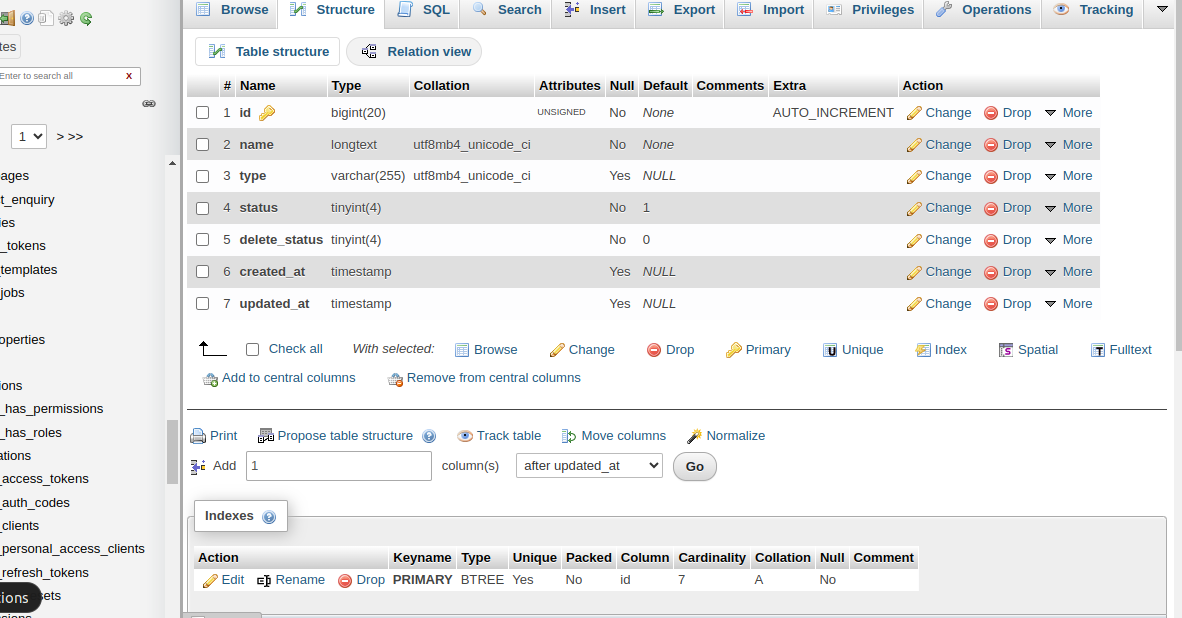 Browse Structure SQL Search Insert Export Import Privileges Operations Tracking
tes
Table structure Relation view
Enter to search all X
1 > >>
# Name Type Collation Attributes Null Default Comments Extra Action
1 id bigint(20) UNSIGNED No None AUTO_INCREMENT Change Drop More
2 name longtext utf8mb4_unicode_ci No None Change Drop More
3 type varchar(255) utf8mb4_unicode_ci Yes NULL Change Drop More
4 status tinyint(4) No 1 Change Drop More
5 delete_status tinyint(4) No 0 Change Drop More
6 created_at timestamp Yes NULL Change Drop More
7 updated_at timestamp Yes NULL Change Drop More
Check all With selected: Browse Change Drop Primary Unique Index Spatial Fulltext
Add to central columns Remove from central columns
Print Propose table structure Track table Move columns Normalize
Add 1 column(s) after updated_at Go
Indexes
Action Keyname Type Unique Packed Column Cardinality Collation Null Comment
Edit Rename Drop PRIMARY BTREE Yes No id 7 A No
ages
t_enquiry
ies
_tokens
_templates
jobs
operties
ions
_has_permissions
_has_roles
ations
_access_tokens
_auth_codes
_clients
_personal_access_clients
_refresh_tokens
sets
ions